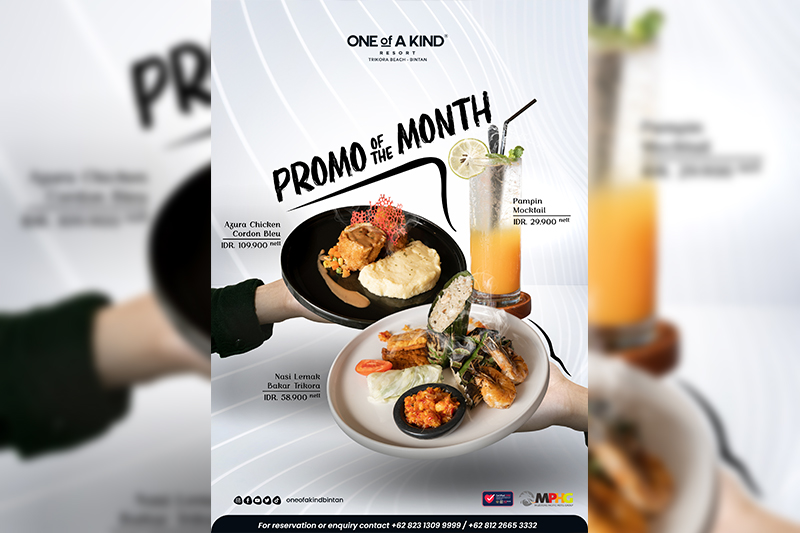 ONE of A KIND®
RESORT
TRIKORA BEACH - BINTAN
PROMO OF THE MONTH
Pampin
Mocktail
IDR. 29.900 nett
Azura Chicken
Cordon Bleu
IDR. 109.900 nett
Nasi Lemak
Bakar Trikora
IDR. 58.900 nett
oneofakindbintan
MPHG
For reservation or enquiry contact +62 823 1309 9999 / +62 812 2665 3332